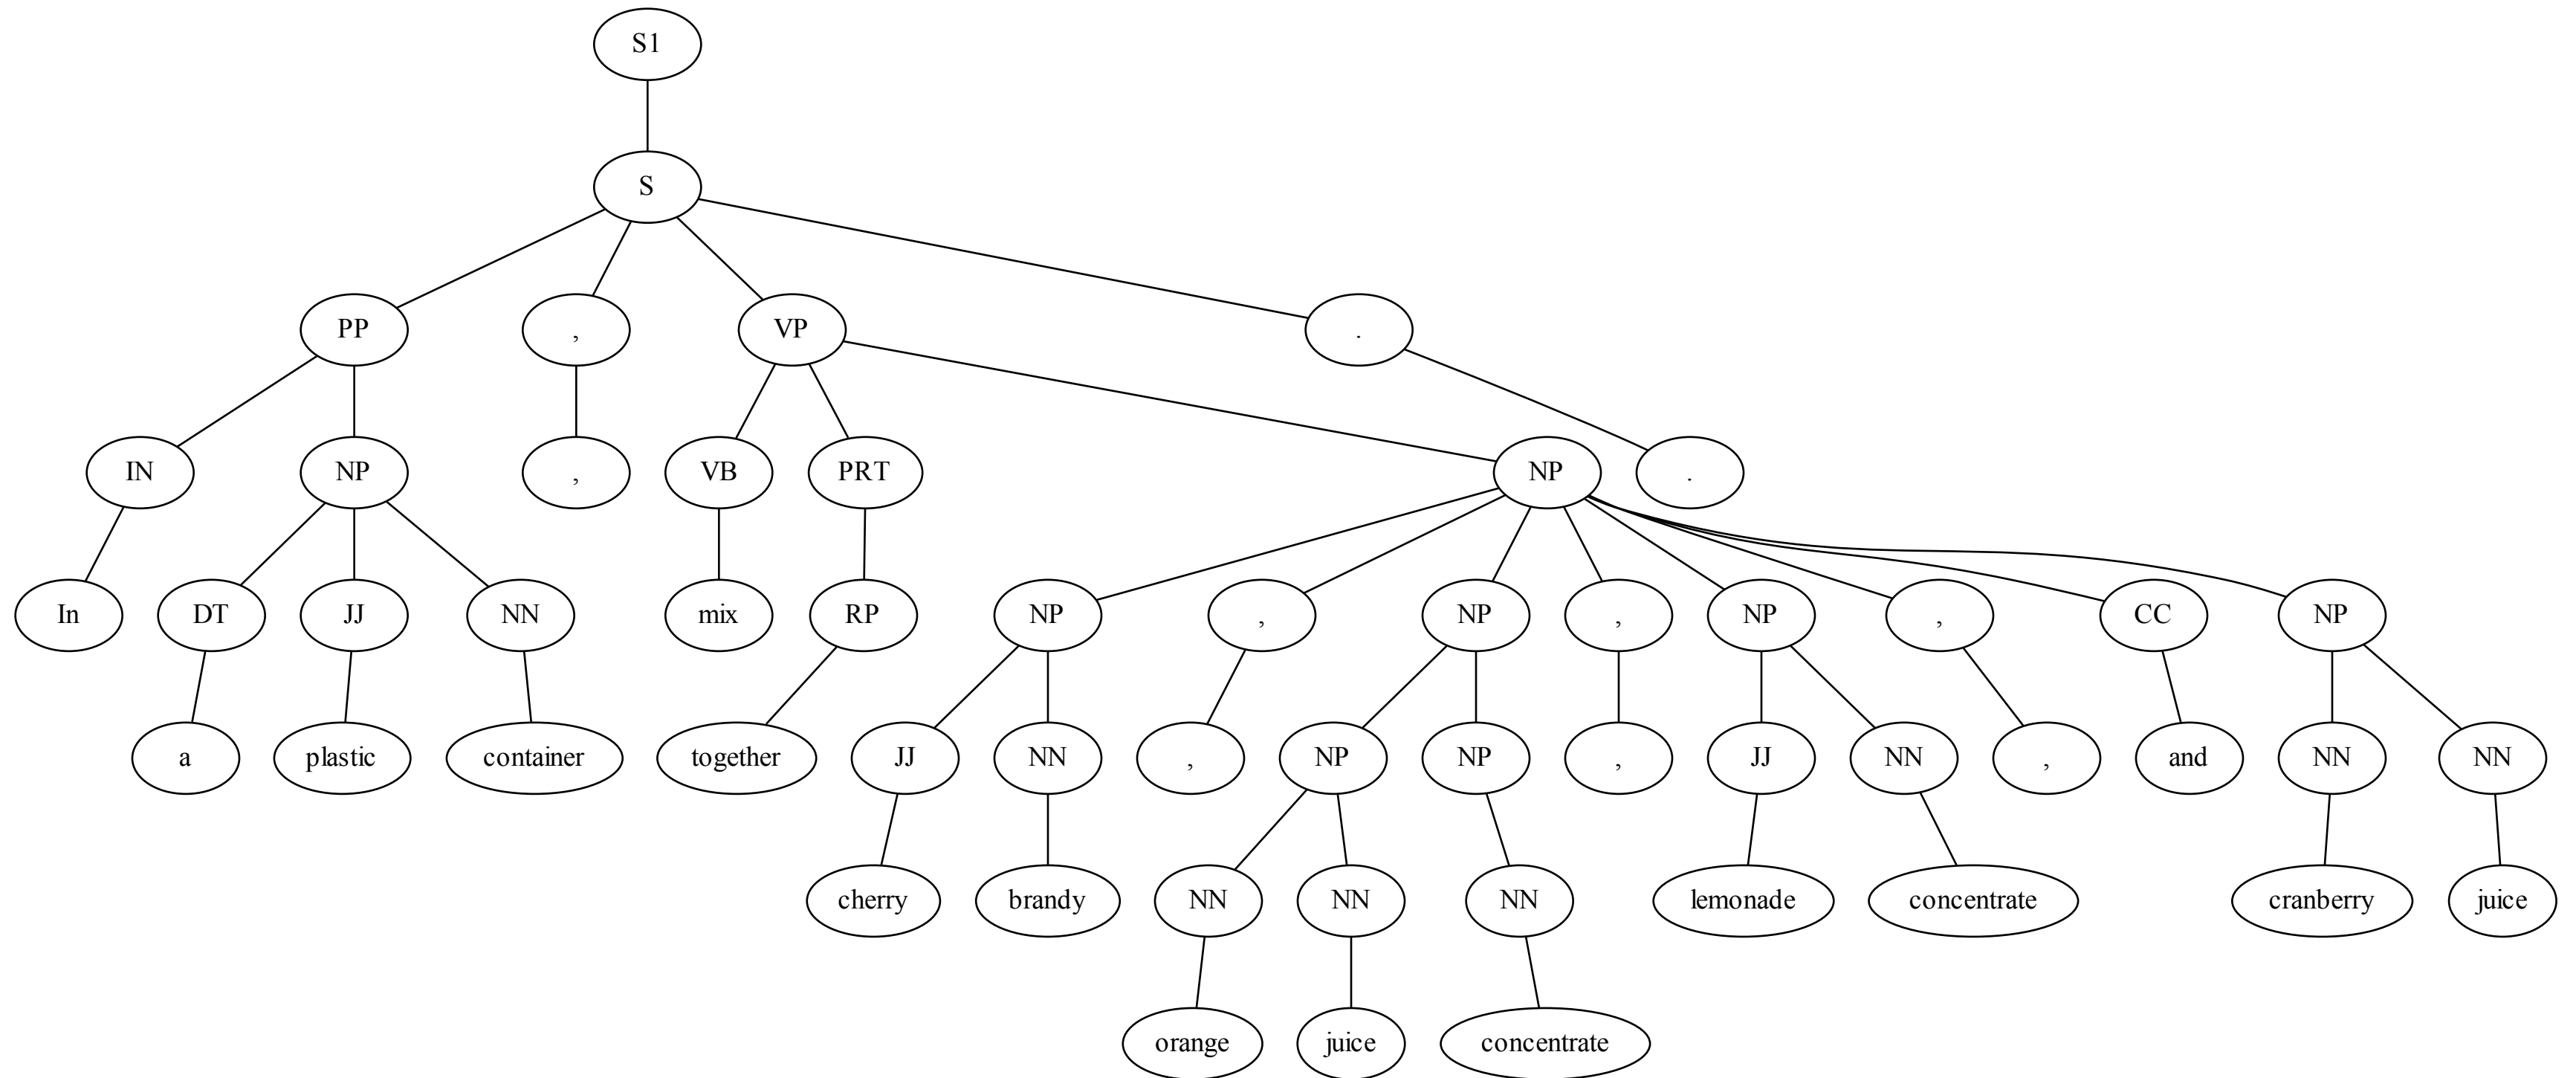 S1
S
PP , VP .
IN NP , VB PRT NP .
In DT JJ NN mix RP NP , NP , NP , CC NP
a plastic container together JJ NN , NP NP , JJ NN , and NN NN
cherry brandy NN NN NN lemonade concentrate cranberry juice
orange juice concentrate